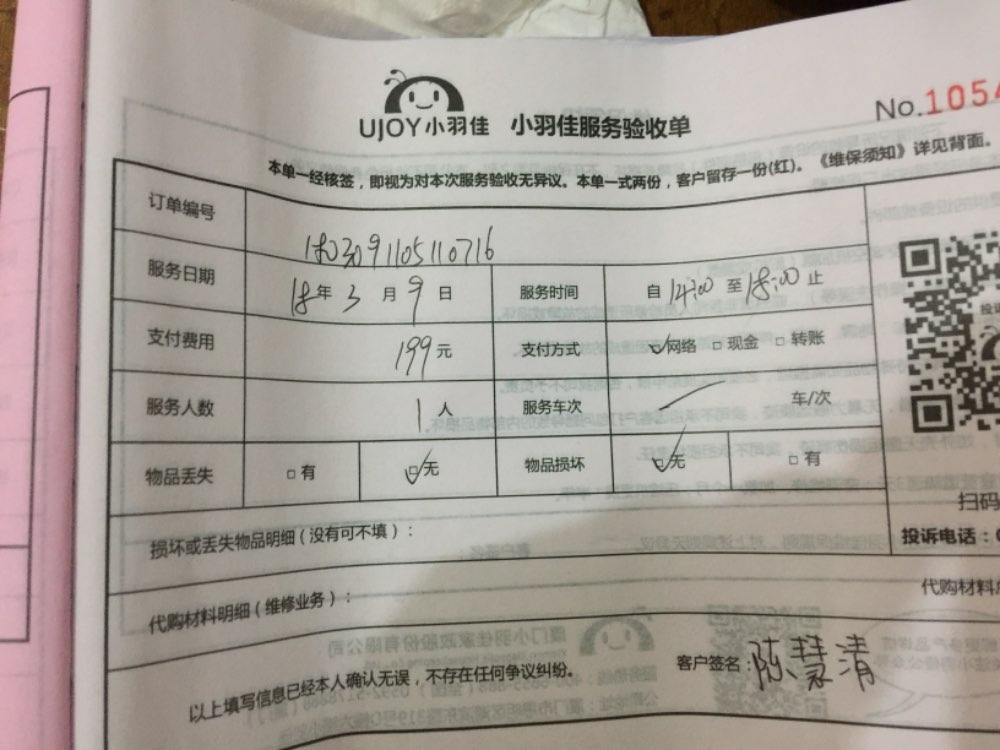 UJOY小羽佳 小羽佳服务验收单
No.1054
本单一经核签，即视为对本次服务验收无异议。本单一式两份，客户留存一份(红)。《维保须知》详见背面。
订单编号
服务日期 18年 3 月 9 日 服务时间 自 14:00 至 18:00 止
支付费用 199元 支付方式 ☑网络 □现金 □转账
服务人数 1 人 服务车次 车/次
物品丢失 □有 ☑无 物品损坏 ☑无 □有
扫码
损坏或丢失物品明细（没有可不填）：
投诉电话：
代购材料明细（维修业务）：
代购材料
以上填写信息已经本人确认无误，不存在任何争议纠纷。
客户签名：陈慧清